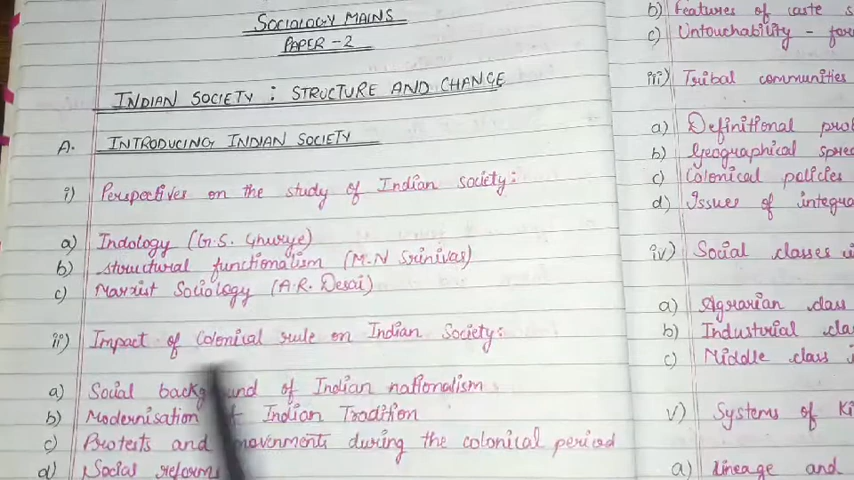 SOCIOLOGY MAINS
PAPER - 2
INDIAN SOCIETY : STRUCTURE AND CHANGE
A. INTRODUCING INDIAN SOCIETY
i) Perspectives on the study of Indian society:
a) Indology (G.S. Ghurye)
b) structural functionalism (M.N Srinivas)
c) Marxist Sociology (A.R. Desai)
ii) Impact of Colonical rule on Indian Society:
a) Social background of Indian nationalism
b) Modernisation of Indian Tradition
c) Protests and movenments during the colonical period
d) Social reforms
b) Features of caste s
c) Untouchability - for
iii) Tribal communities
a) Definitional prob
b) Geographical spre
c) Colonical policies
d) Issues of integra
iv) Social classes i
a) Agrarian class
b) Industrial cla
c) Middle class i
v) Systems of Ki
a) Lineage and